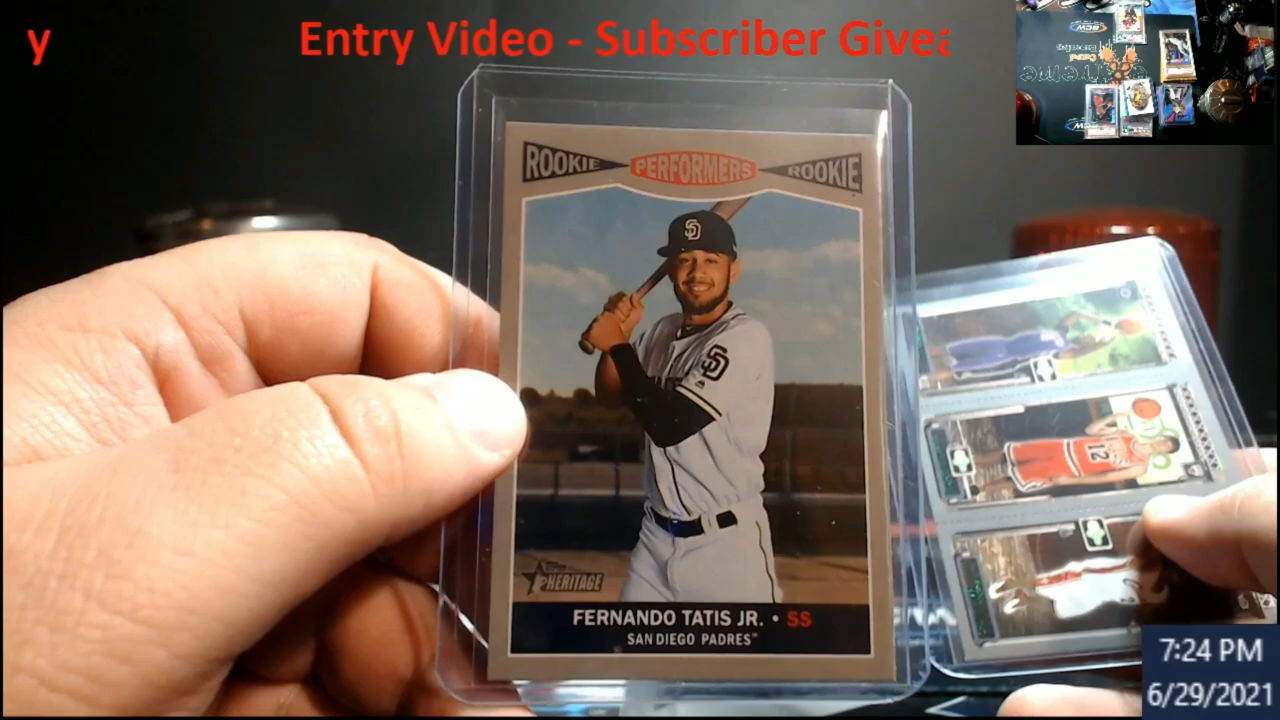 y Entry Video - Subscriber Givea
ROOKIE PERFORMERS ROOKIE
SD
SD
12
Topps
HERITAGE
FERNANDO TATIS JR. • SS
SAN DIEGO PADRES™
7:24 PM
6/29/2021